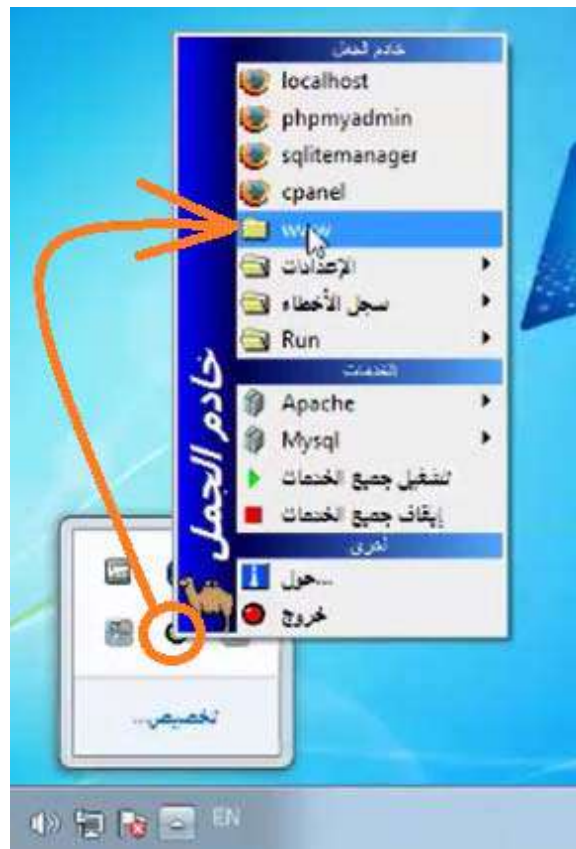 خادم الجمل
localhost
phpmyadmin
sqlitemanager
cpanel
www
الإعدادات
سجل الأخطاء
Run
الخدمات
Apache
Mysql
تشغيل جميع الخدمات
إيقاف جميع الخدمات
أخرى
حول...
خروج
خادم الجمل
تخصيص...
EN